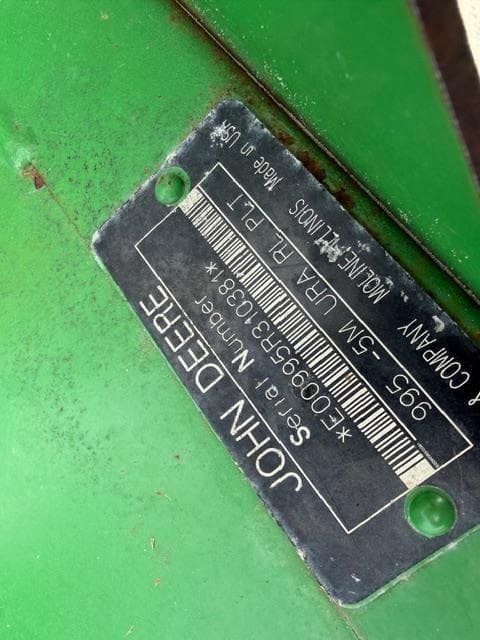 JOHN DEERE
Serial Number
*E00995R310381*
995 -5M URA RL PLT
& COMPANY MOLINE, ILLINOIS Made in USA